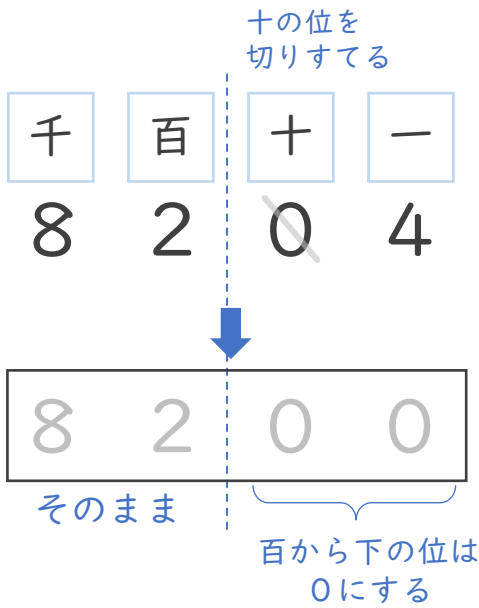 十の位を
切りすてる
千 百 十 一
8 2 0 4
8 2 0 0
そのまま
百から下の位は
0にする